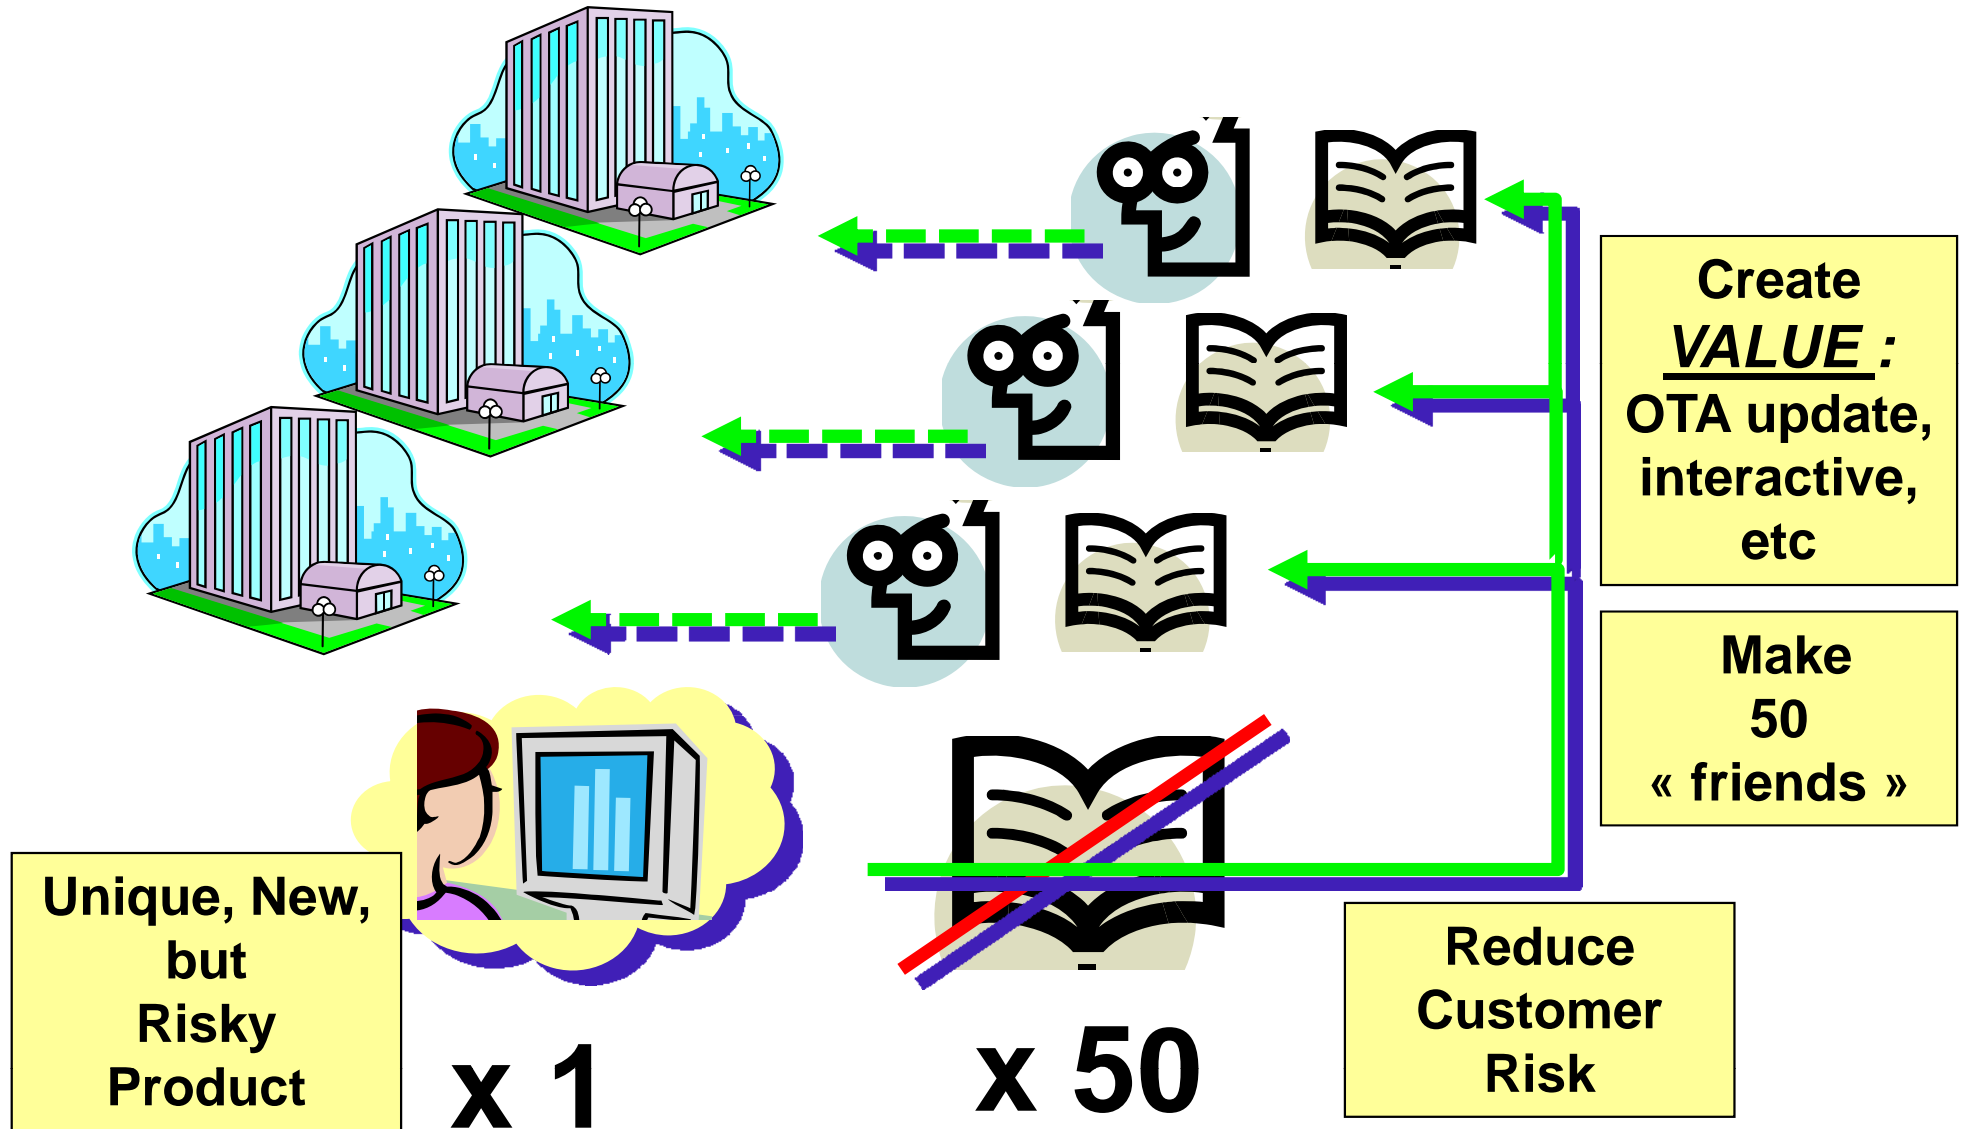 Create
VALUE :
OTA update,
interactive,
etc
Make
50
« friends »
Unique, New,
but
Risky
Product
x 1
x 50
Reduce
Customer
Risk